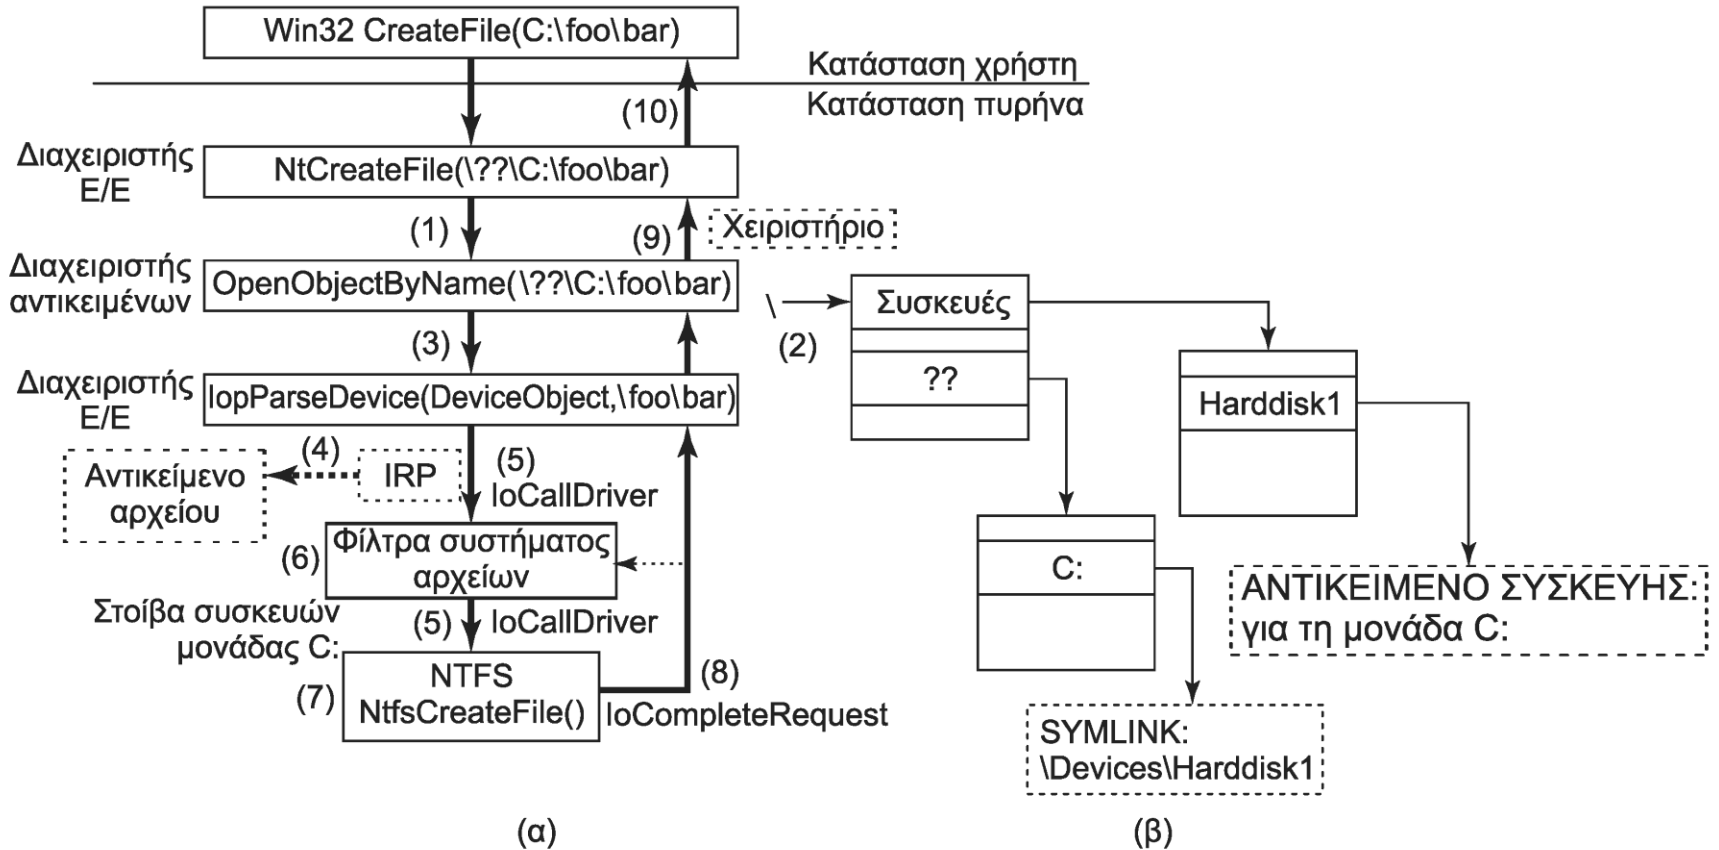 Win32 CreateFile(C:\foo\bar)
Κατάσταση χρήστη
Κατάσταση πυρήνα
(10)
Διαχειριστής
Ε/Ε
NtCreateFile(\??\C:\foo\bar)
(1)
(9)
Χειριστήριο
Διαχειριστής
αντικειμένων
OpenObjectByName(\??\C:\foo\bar)
(3)
Διαχειριστής
Ε/Ε
IopParseDevice(DeviceObject,\foo\bar)
(4)
Αντικείμενο
αρχείου
IRP
(5)
IoCallDriver
(6)
Φίλτρα συστήματος
αρχείων
Στοίβα συσκευών
μονάδας C:
(5)
IoCallDriver
(7)
NTFS
NtfsCreateFile()
(8)
IoCompleteRequest
(α)
\
(2)
Συσκευές
??
Harddisk1
C:
ΑΝΤΙΚΕΙΜΕΝΟ ΣΥΣΚΕΥΗΣ:
για τη μονάδα C:
SYMLINK:
\Devices\Harddisk1
(β)